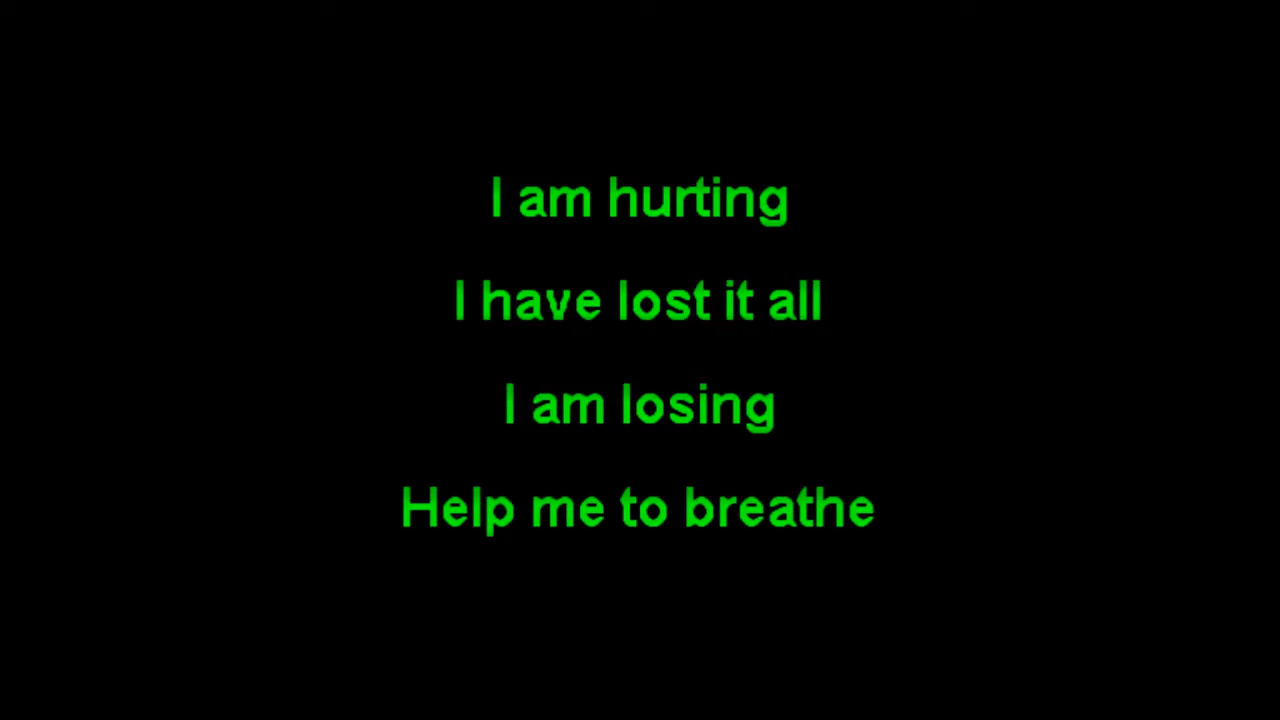 I am hurting
I have lost it all
I am losing
Help me to breathe